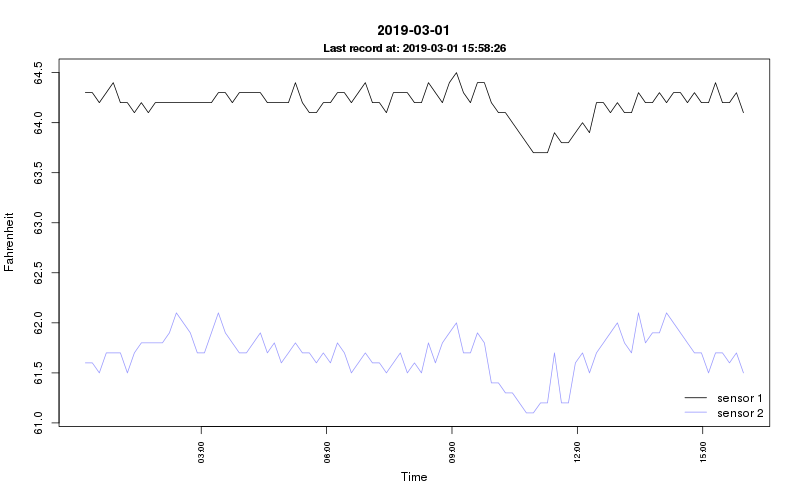 2019-03-01
Last record at: 2019-03-01 15:58:26
Fahrenheit
64.5
64.0
63.5
63.0
62.5
62.0
61.5
61.0
sensor 1
sensor 2
03:00 06:00 09:00 12:00 15:00
Time